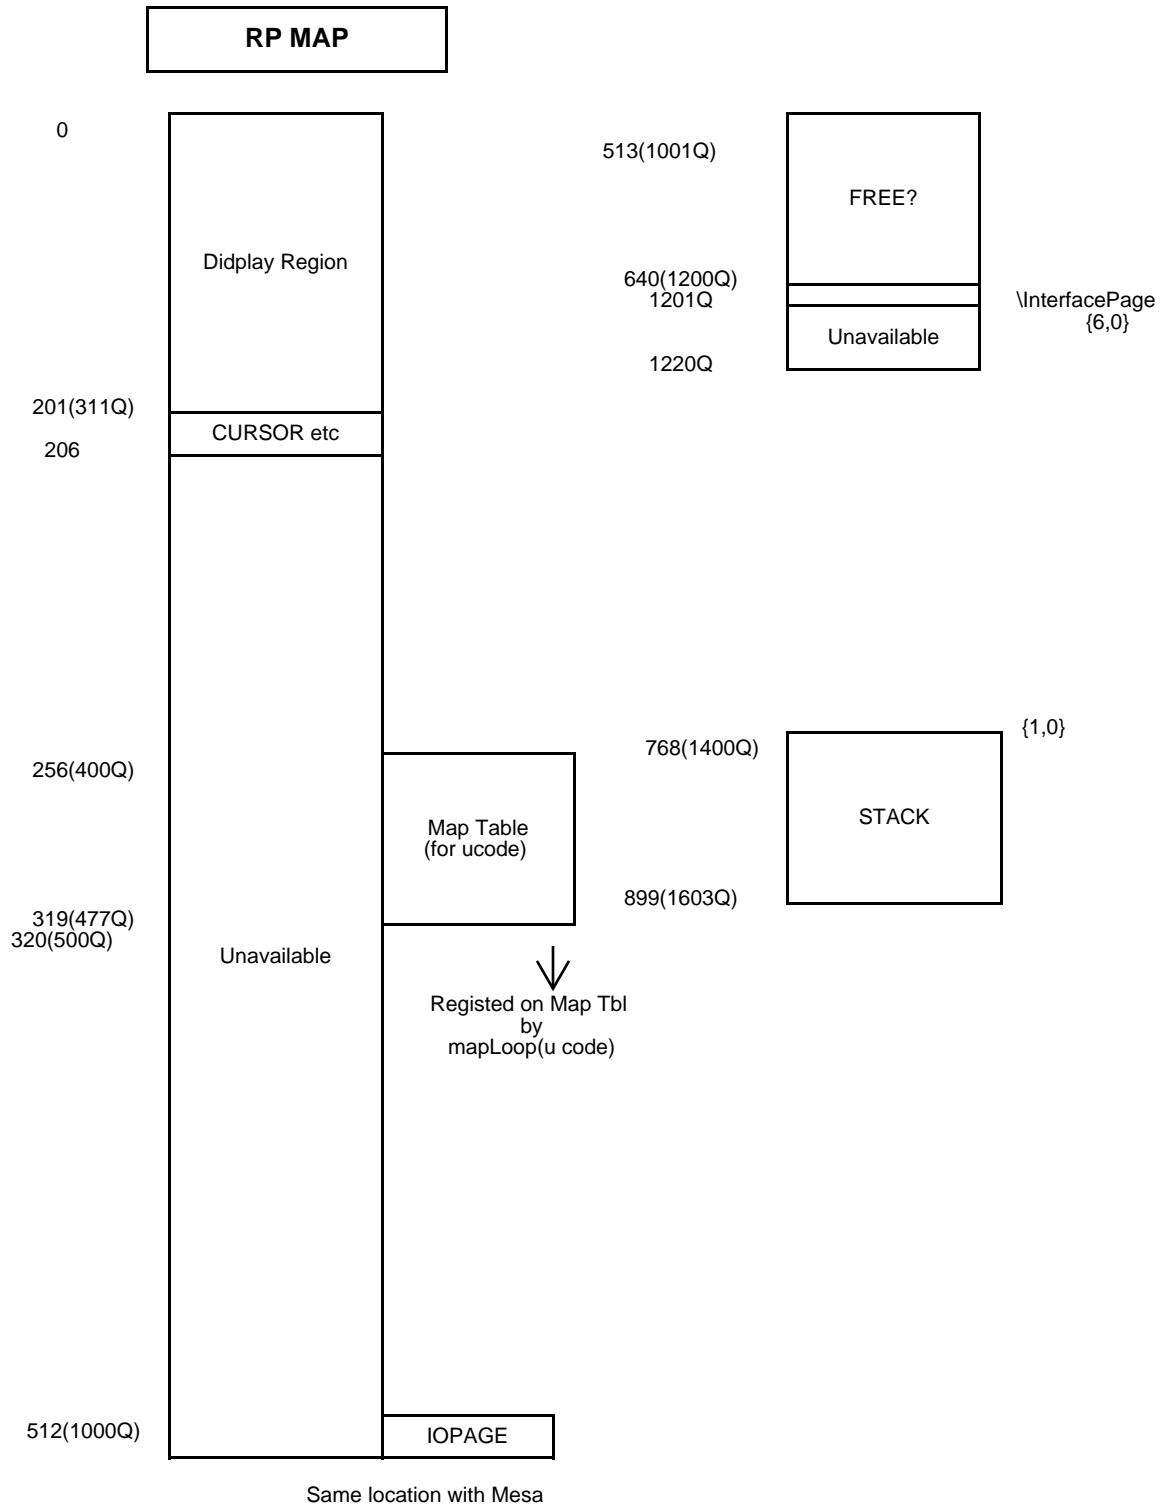 RP MAP
0
Didplay Region
201(311Q)
CURSOR etc
206
256(400Q)
Map Table
(for ucode)
319(477Q)
320(500Q)
Unavailable
Registed on Map Tbl
by
mapLoop(u code)
512(1000Q)
IOPAGE
Same location with Mesa
513(1001Q)
FREE?
640(1200Q)
1201Q
\InterfacePage
{6,0}
Unavailable
1220Q
{1,0}
768(1400Q)
STACK
899(1603Q)